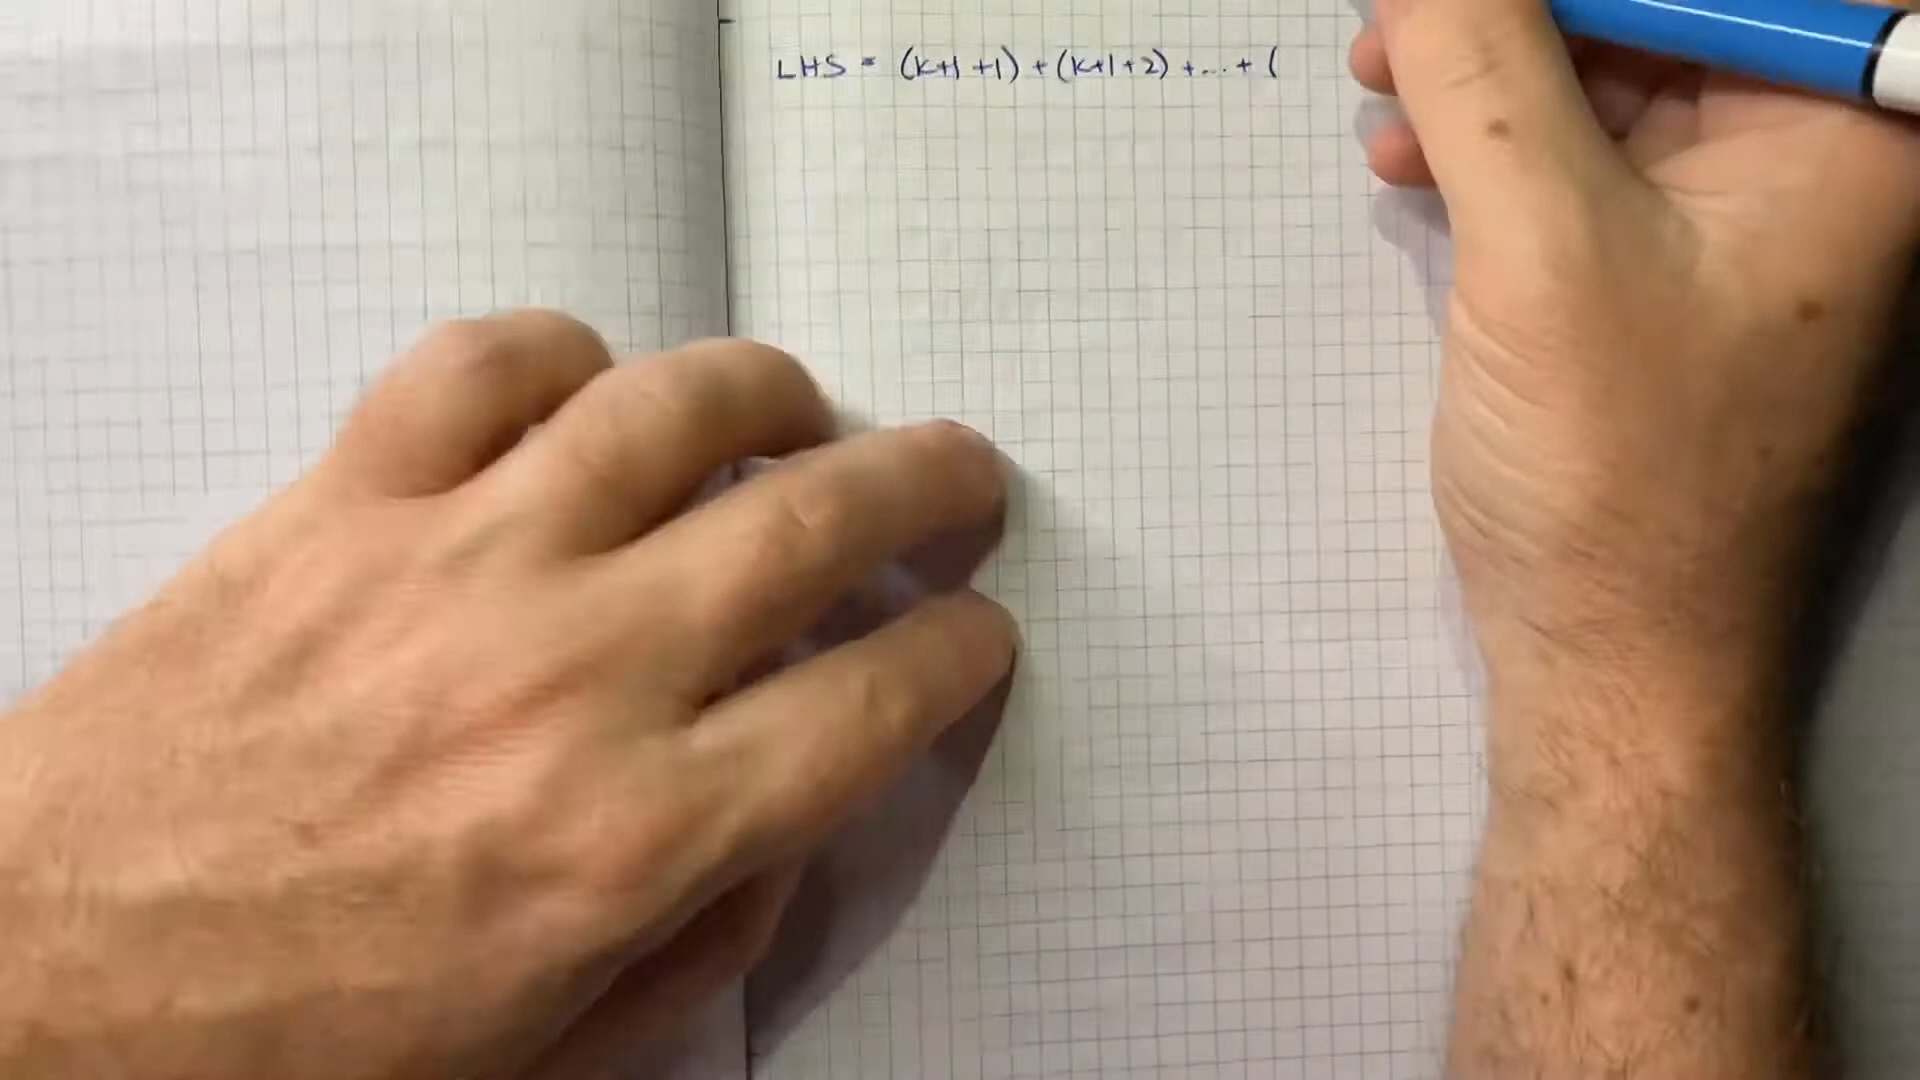 LHS = (k+1+1) + (k+1+2) +...+ (